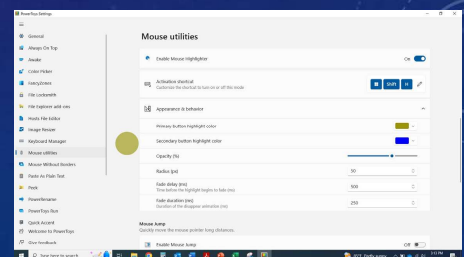 PowerToys Settings
General
Always On Top
Awake
Color Picker
FancyZones
File Locksmith
File Explorer add-ons
Hosts File Editor
Image Resizer
Keyboard Manager
Mouse utilities
Mouse Without Borders
Paste As Plain Text
Peek
PowerRename
PowerToys Run
Quick Accent
Welcome to PowerToys
Give feedback
Mouse utilities
Enable Mouse Highlighter
On
Activation shortcut
Customize the shortcut to turn on or off this mode
Shift
H
Appearance & behavior
Primary button highlight color
Secondary button highlight color
Opacity (%)
Radius (px)
50
Fade delay (ms)
Time before the highlight begins to fade (ms)
500
Fade duration (ms)
Duration of the disappear animation (ms)
250
Mouse Jump
Quickly move the mouse pointer long distances.
Enable Mouse Jump
Off
Type here to search
Partly sunny